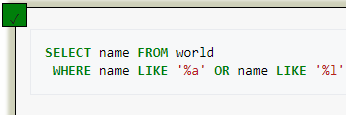 ✓
SELECT name FROM world
WHERE name LIKE '%a' OR name LIKE '%l'